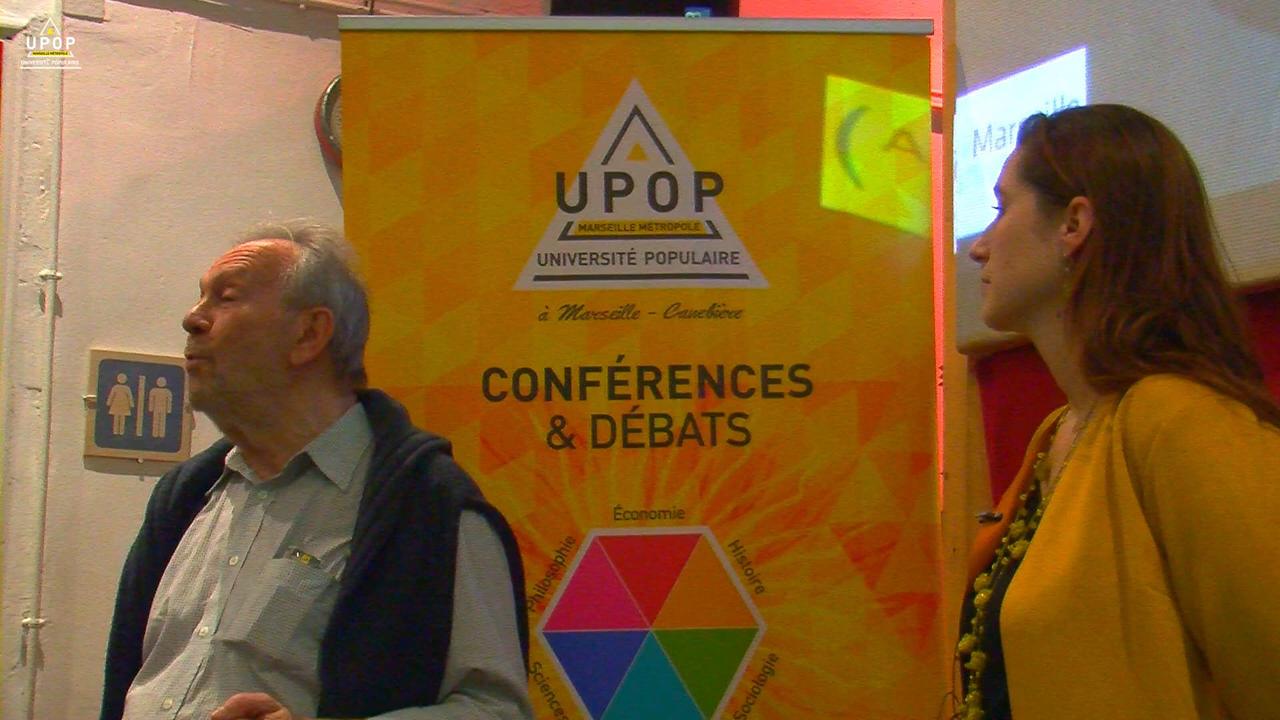 UPOP
MARSEILLE MÉTROPOLE
UNIVERSITÉ POPULAIRE
UPOP
MARSEILLE MÉTROPOLE
UNIVERSITÉ POPULAIRE
à Marseille - Canebière
CONFÉRENCES
& DÉBATS
Économie
Philosophie
Histoire
Sciences
Sociologie
( A